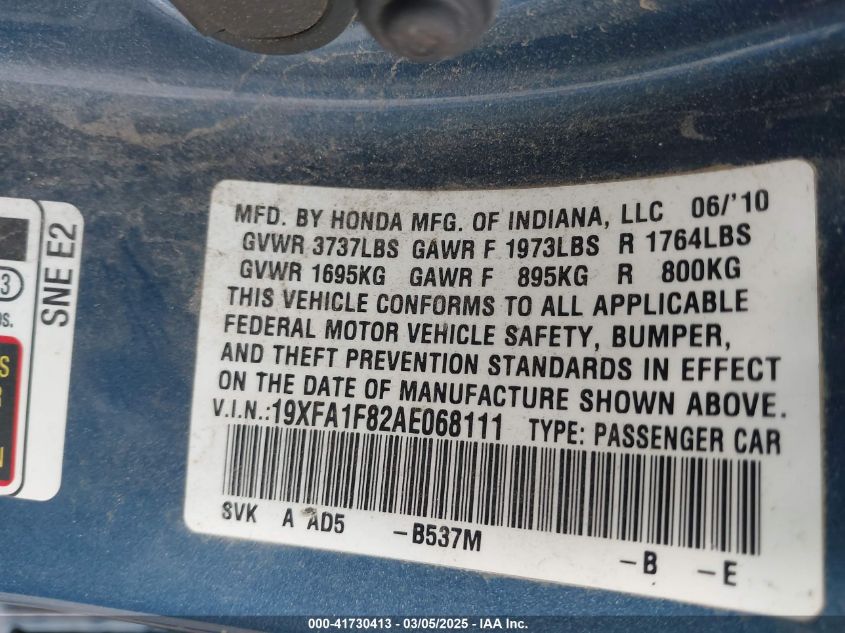 MFD. BY HONDA MFG. OF INDIANA, LLC 06/'10
GVWR 3737LBS GAWR F 1973LBS R 1764LBS
GVWR 1695KG GAWR F 895KG R 800KG
THIS VEHICLE CONFORMS TO ALL APPLICABLE
FEDERAL MOTOR VEHICLE SAFETY, BUMPER,
AND THEFT PREVENTION STANDARDS IN EFFECT
ON THE DATE OF MANUFACTURE SHOWN ABOVE.
V.I.N.:19XFA1F82AE068111 TYPE: PASSENGER CAR
SVK A AD5 -B537M -B -E
SNE E2
3
000-41730413 - 03/05/2025 - IAA Inc.